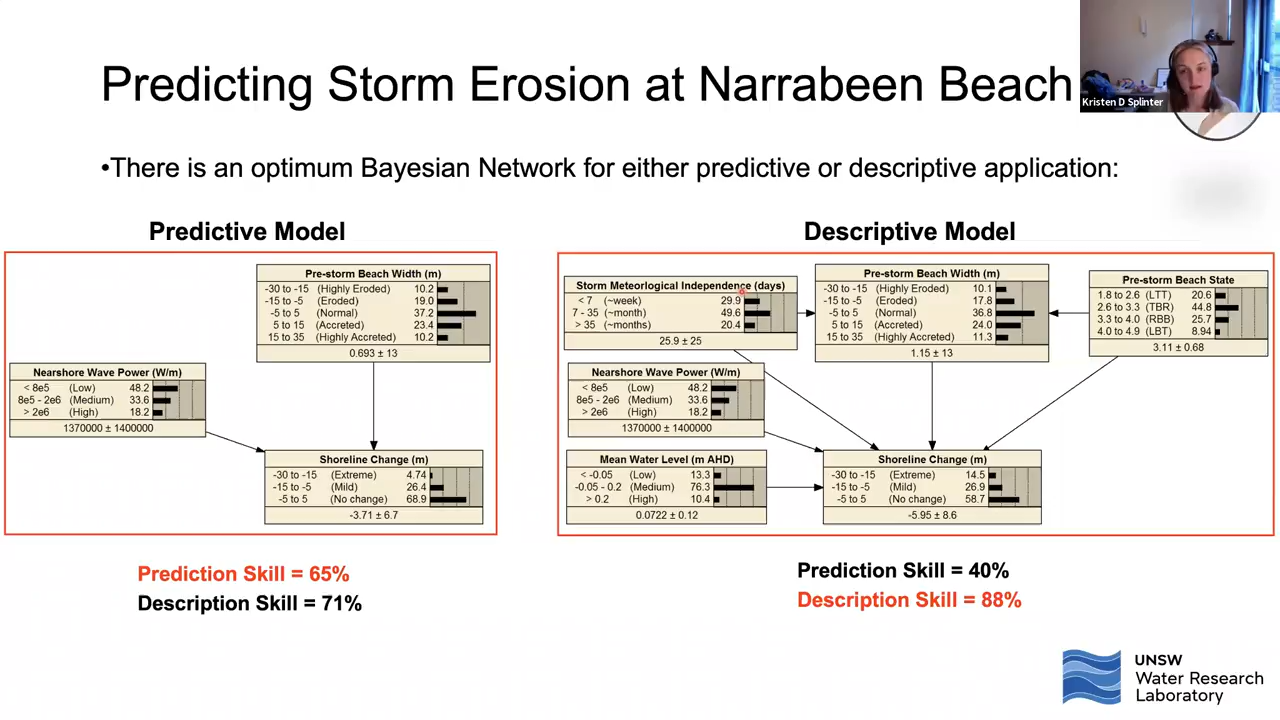 Predicting Storm Erosion at Narrabeen Beach
Kristen D Splinter
•There is an optimum Bayesian Network for either predictive or descriptive application:
Predictive Model
Pre-storm Beach Width (m)
-30 to -15 (Highly Eroded) 10.2
-15 to -5 (Eroded) 19.0
-5 to 5 (Normal) 37.2
5 to 15 (Accreted) 23.4
15 to 35 (Highly Accreted) 10.2
0.693 ± 13
Nearshore Wave Power (W/m)
< 8e5 (Low) 48.2
8e5 - 2e6 (Medium) 33.6
> 2e6 (High) 18.2
1370000 ± 1400000
Shoreline Change (m)
-30 to -15 (Extreme) 4.74
-15 to -5 (Mild) 26.4
-5 to 5 (No change) 68.9
-3.71 ± 6.7
Prediction Skill = 65%
Description Skill = 71%
Descriptive Model
Storm Meteorlogical Independence (days)
< 7 (~week) 29.9
7 - 35 (~month) 49.6
> 35 (~months) 20.4
25.9 ± 25
Pre-storm Beach Width (m)
-30 to -15 (Highly Eroded) 10.1
-15 to -5 (Eroded) 17.8
-5 to 5 (Normal) 36.8
5 to 15 (Accreted) 24.0
15 to 35 (Highly Accreted) 11.3
1.15 ± 13
Pre-storm Beach State
1.8 to 2.6 (LTT) 20.6
2.6 to 3.3 (TBR) 44.8
3.3 to 4.0 (RBB) 25.7
4.0 to 4.9 (LBT) 8.94
3.11 ± 0.68
Nearshore Wave Power (W/m)
< 8e5 (Low) 48.2
8e5 - 2e6 (Medium) 33.6
> 2e6 (High) 18.2
1370000 ± 1400000
Mean Water Level (m AHD)
< -0.05 (Low) 13.3
-0.05 - 0.2 (Medium) 76.3
> 0.2 (High) 10.4
0.0722 ± 0.12
Shoreline Change (m)
-30 to -15 (Extreme) 14.5
-15 to -5 (Mild) 26.9
-5 to 5 (No change) 58.7
-5.95 ± 8.6
Prediction Skill = 40%
Description Skill = 88%
UNSW
Water Research
Laboratory